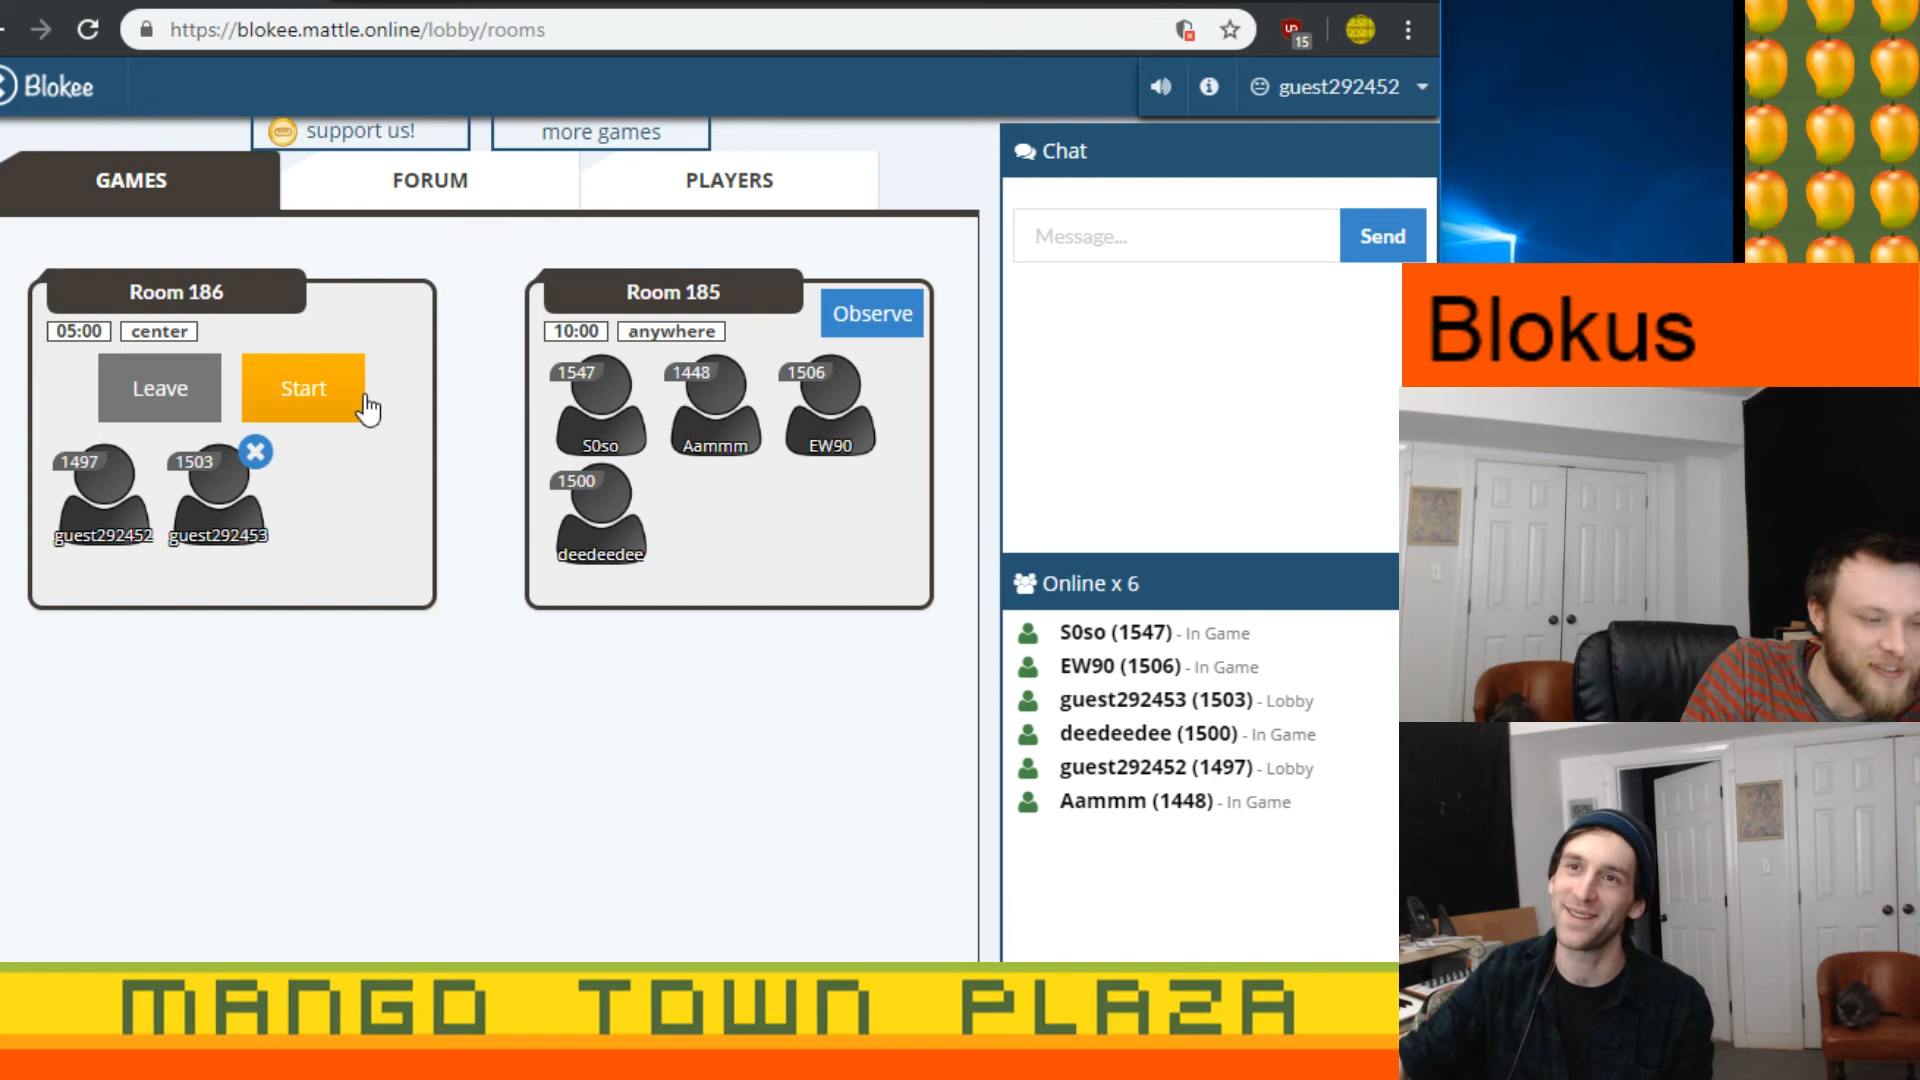 https://blokee.mattle.online/lobby/rooms
15
Blokee
guest292452
support us!
more games
GAMES
FORUM
PLAYERS
Chat
Message...
Send
Room 186
05:00
center
Leave
Start
1497
guest292452
1503
guest292453
Room 185
Observe
10:00
anywhere
1547
S0so
1448
Aammm
1506
EW90
1500
deedeedee
Online x 6
S0so (1547) - In Game
EW90 (1506) - In Game
guest292453 (1503) - Lobby
deedeedee (1500) - In Game
guest292452 (1497) - Lobby
Aammm (1448) - In Game
Blokus
MANGO TOWN PLAZA